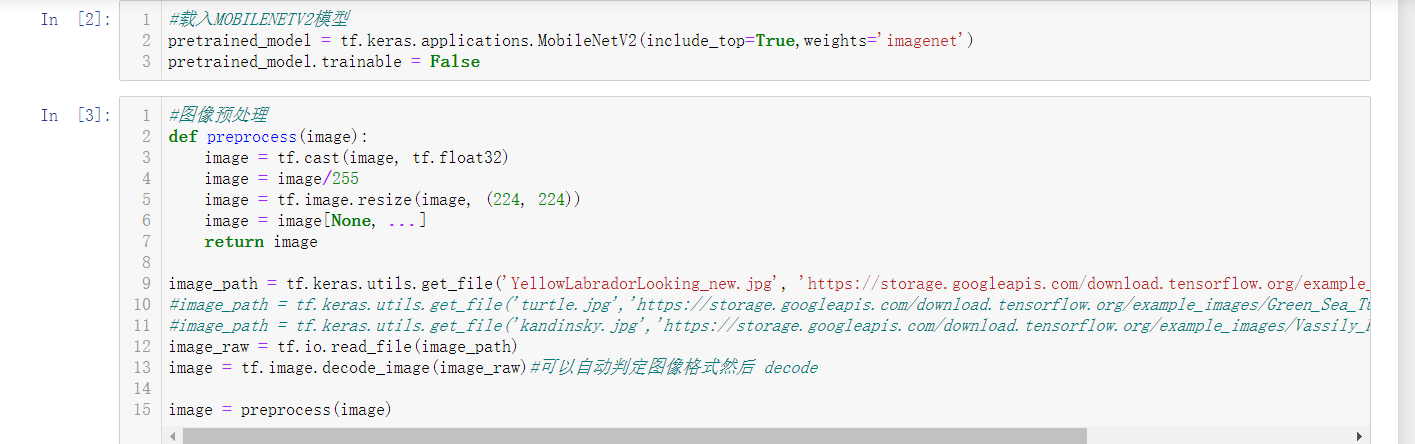 In [2]:
1 #载入MOBILENETV2模型
2 pretrained_model = tf.keras.applications.MobileNetV2(include_top=True,weights='imagenet')
3 pretrained_model.trainable = False
In [3]:
1 #图像预处理
2 def preprocess(image):
3 image = tf.cast(image, tf.float32)
4 image = image/255
5 image = tf.image.resize(image, (224, 224))
6 image = image[None, ...]
7 return image
8
9 image_path = tf.keras.utils.get_file('YellowLabradorLooking_new.jpg', 'https://storage.googleapis.com/download.tensorflow.org/example_
10 #image_path = tf.keras.utils.get_file('turtle.jpg','https://storage.googleapis.com/download.tensorflow.org/example_images/Green_Sea_Tu
11 #image_path = tf.keras.utils.get_file('kandinsky.jpg','https://storage.googleapis.com/download.tensorflow.org/example_images/Vassily_
12 image_raw = tf.io.read_file(image_path)
13 image = tf.image.decode_image(image_raw)#可以自动判定图像格式然后 decode
14
15 image = preprocess(image)